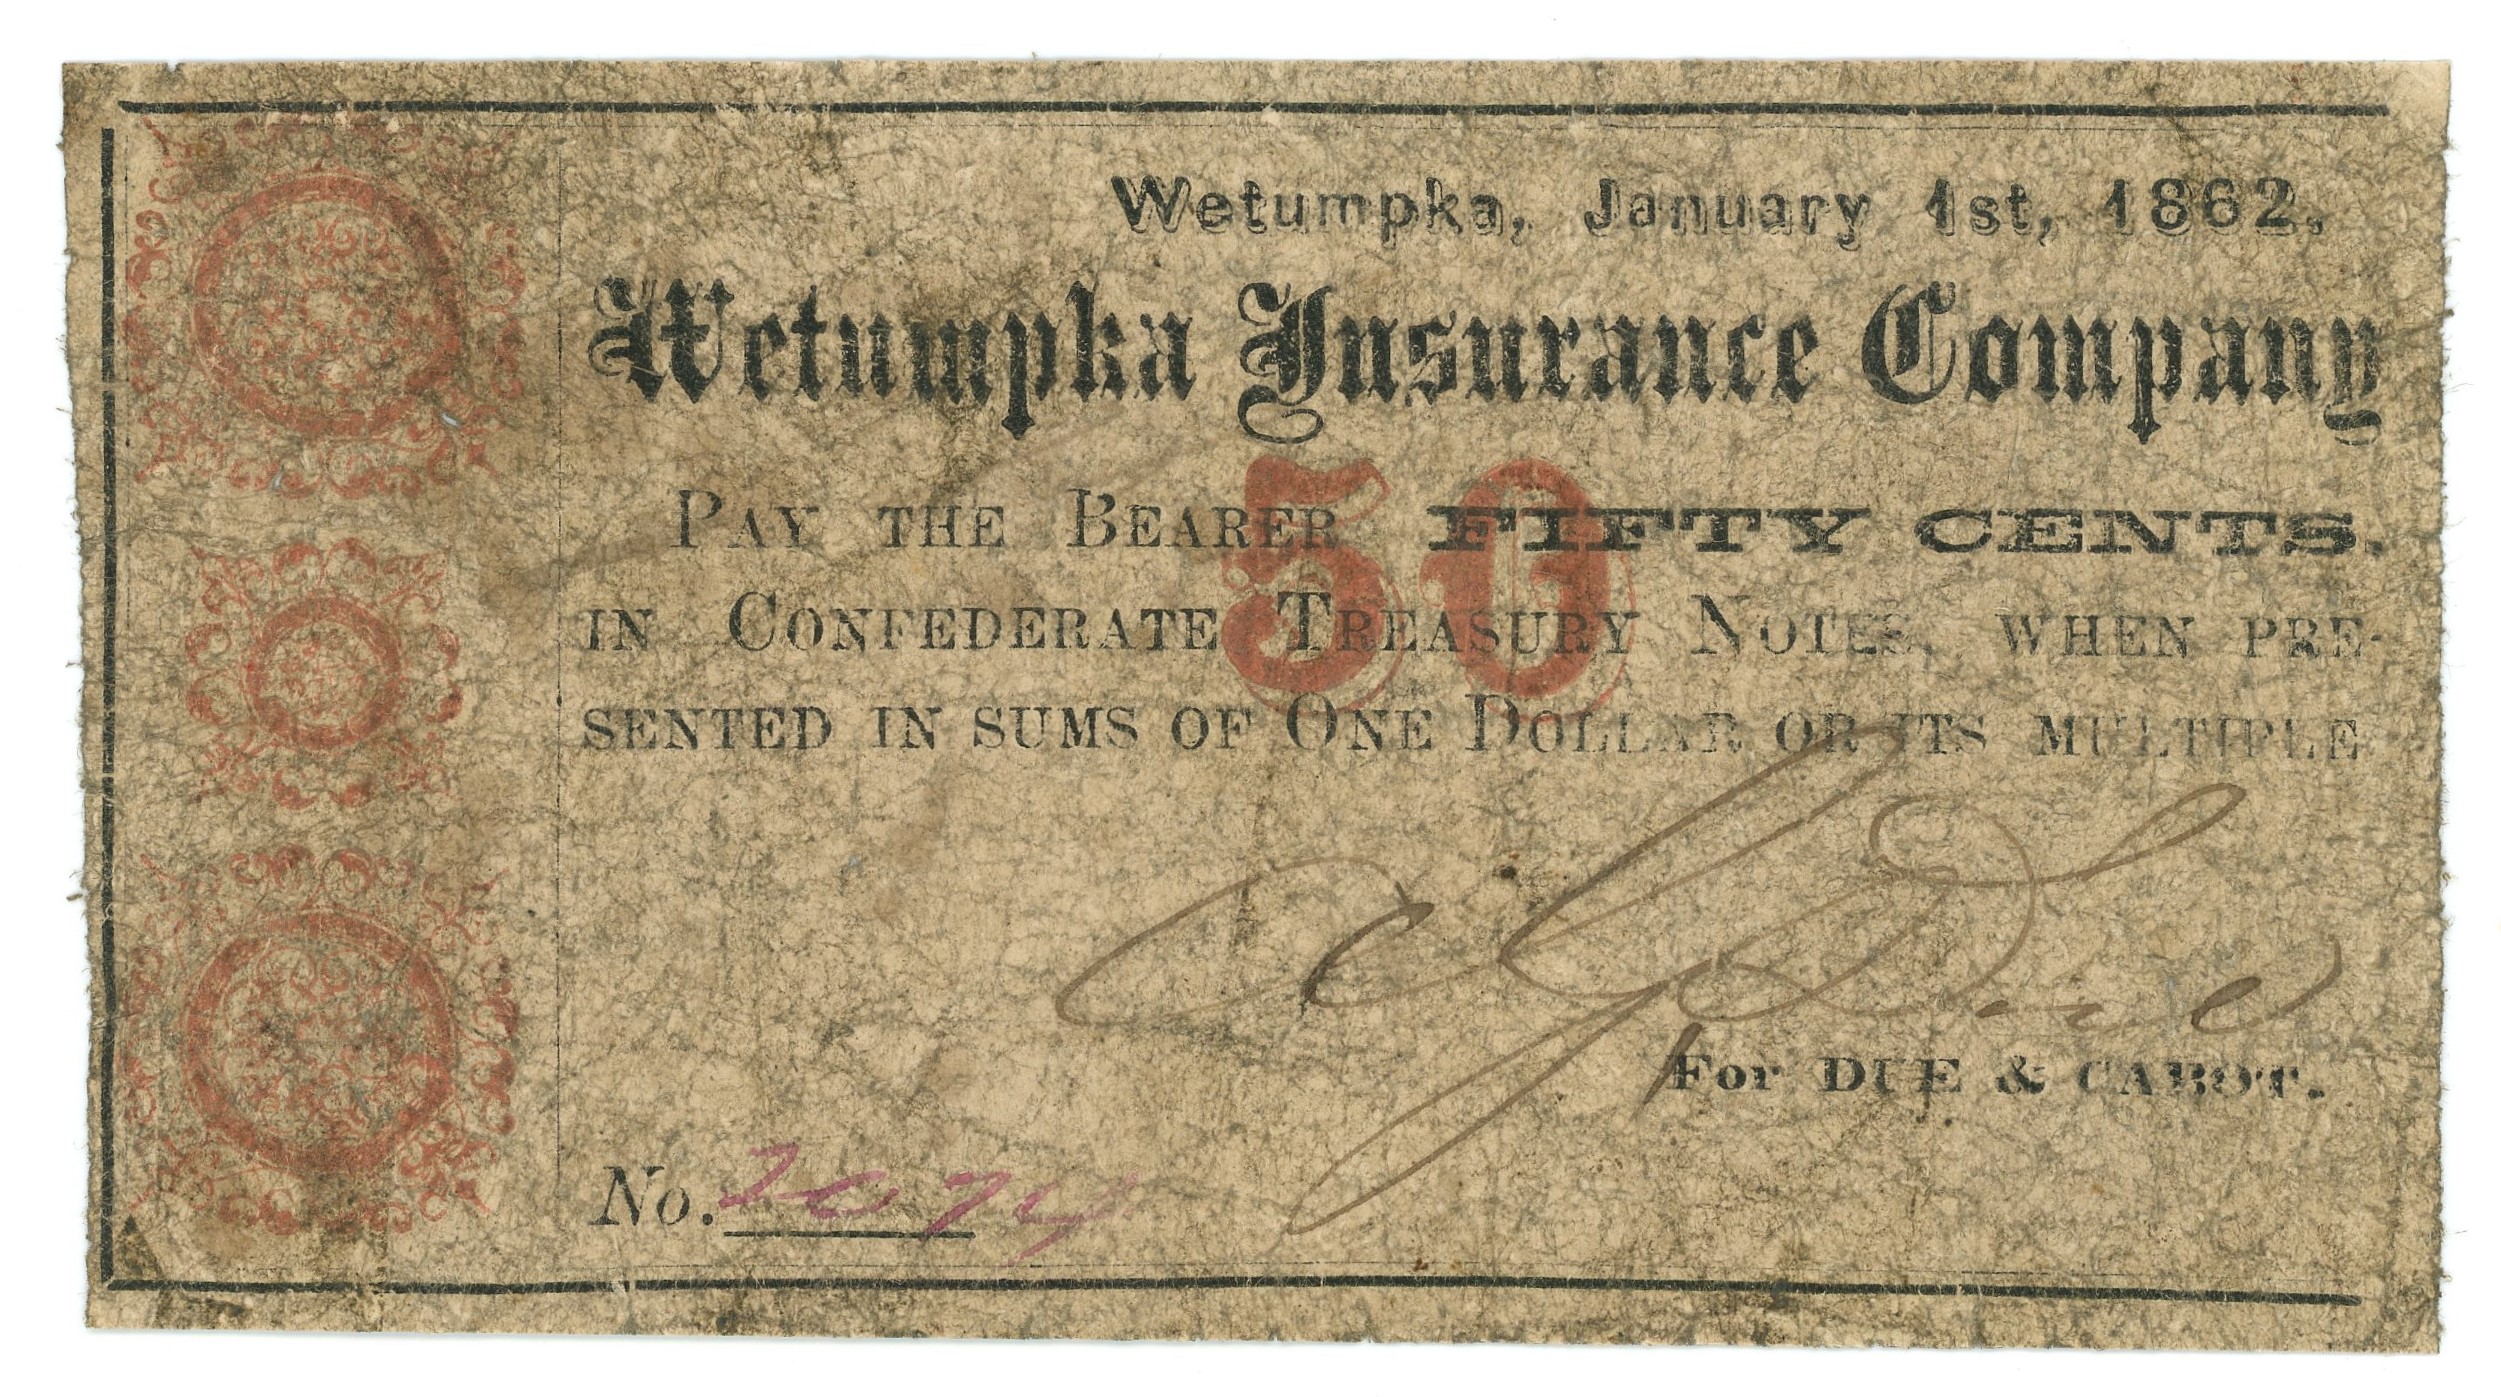 Wetumpka, January 1st, 1862.
Wetumpka Insurance Company
50
PAY THE BEARER FIFTY CENTS.
IN CONFEDERATE TREASURY NOTES, WHEN PRE-
SENTED IN SUMS OF ONE DOLLAR OR ITS MULTIPLE
For DUE & CABOT.
No. 2074